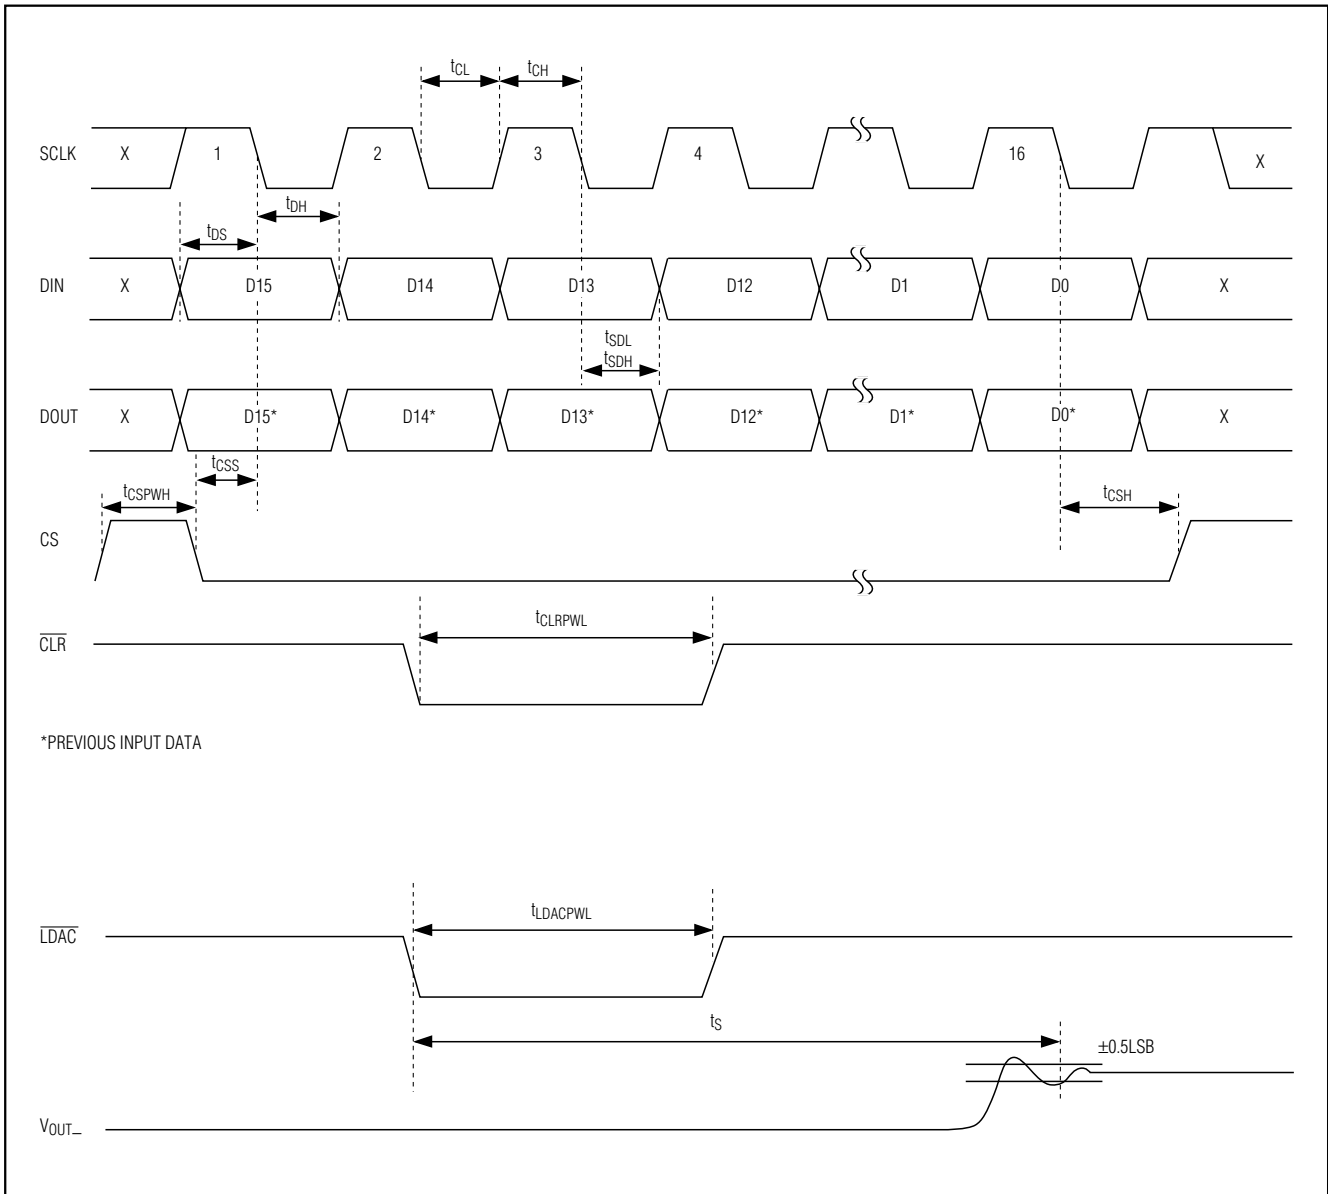 tCL tCH
SCLK X 1 2 3 4 16 X
tDH
tDS
DIN X D15 D14 D13 D12 D1 D0 X
tSDL
tSDH
DOUT X D15* D14* D13* D12* D1* D0* X
tCSS
tCSPWH tCSH
CS
tCLRPWL
CLR
*PREVIOUS INPUT DATA
tLDACPWL
LDAC
tS
±0.5LSB
VOUT_